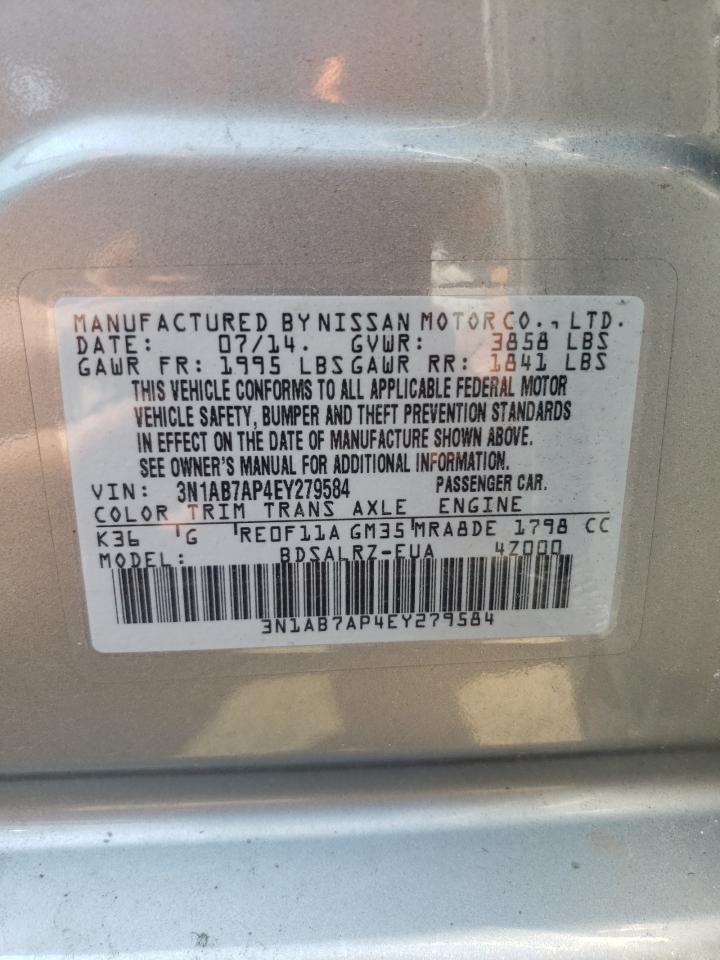 MANUFACTURED BY NISSAN MOTOR CO., LTD.
DATE: 07/14. GVWR: 3858 LBS
GAWR FR: 1995 LBS GAWR RR: 1841 LBS
THIS VEHICLE CONFORMS TO ALL APPLICABLE FEDERAL MOTOR
VEHICLE SAFETY, BUMPER AND THEFT PREVENTION STANDARDS
IN EFFECT ON THE DATE OF MANUFACTURE SHOWN ABOVE.
SEE OWNER'S MANUAL FOR ADDITIONAL INFORMATION.
VIN: 3N1AB7AP4EY279584 PASSENGER CAR.
COLOR TRIM TRANS AXLE ENGINE
K36 G RE0F11A GM35 MRA8DE 1798 CC
MODEL: BDSALRZ-EUA 4Z000
3N1AB7AP4EY279584